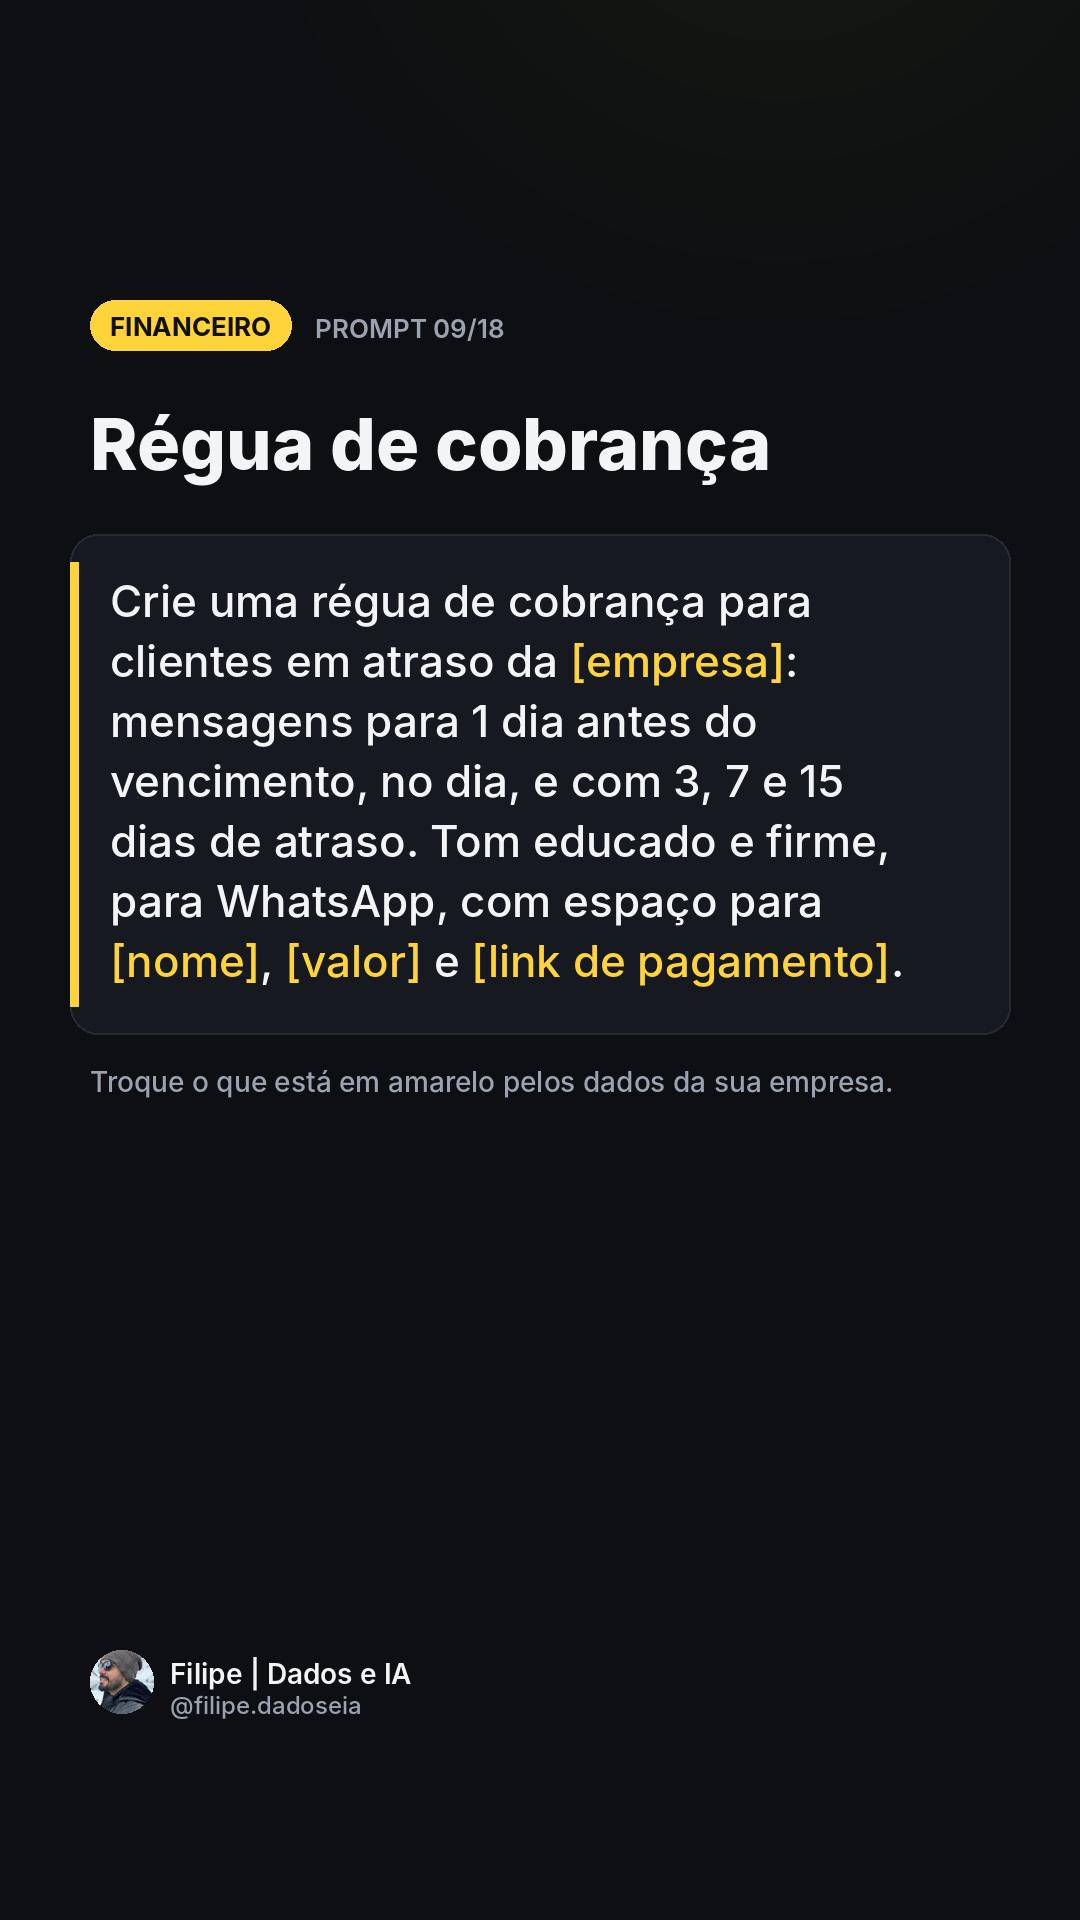 FINANCEIRO PROMPT 09/18
Régua de cobrança
Crie uma régua de cobrança para
clientes em atraso da [empresa]:
mensagens para 1 dia antes do
vencimento, no dia, e com 3, 7 e 15
dias de atraso. Tom educado e firme,
para WhatsApp, com espaço para
[nome], [valor] e [link de pagamento].
Troque o que está em amarelo pelos dados da sua empresa.
Filipe | Dados e IA
@filipe.dadoseia